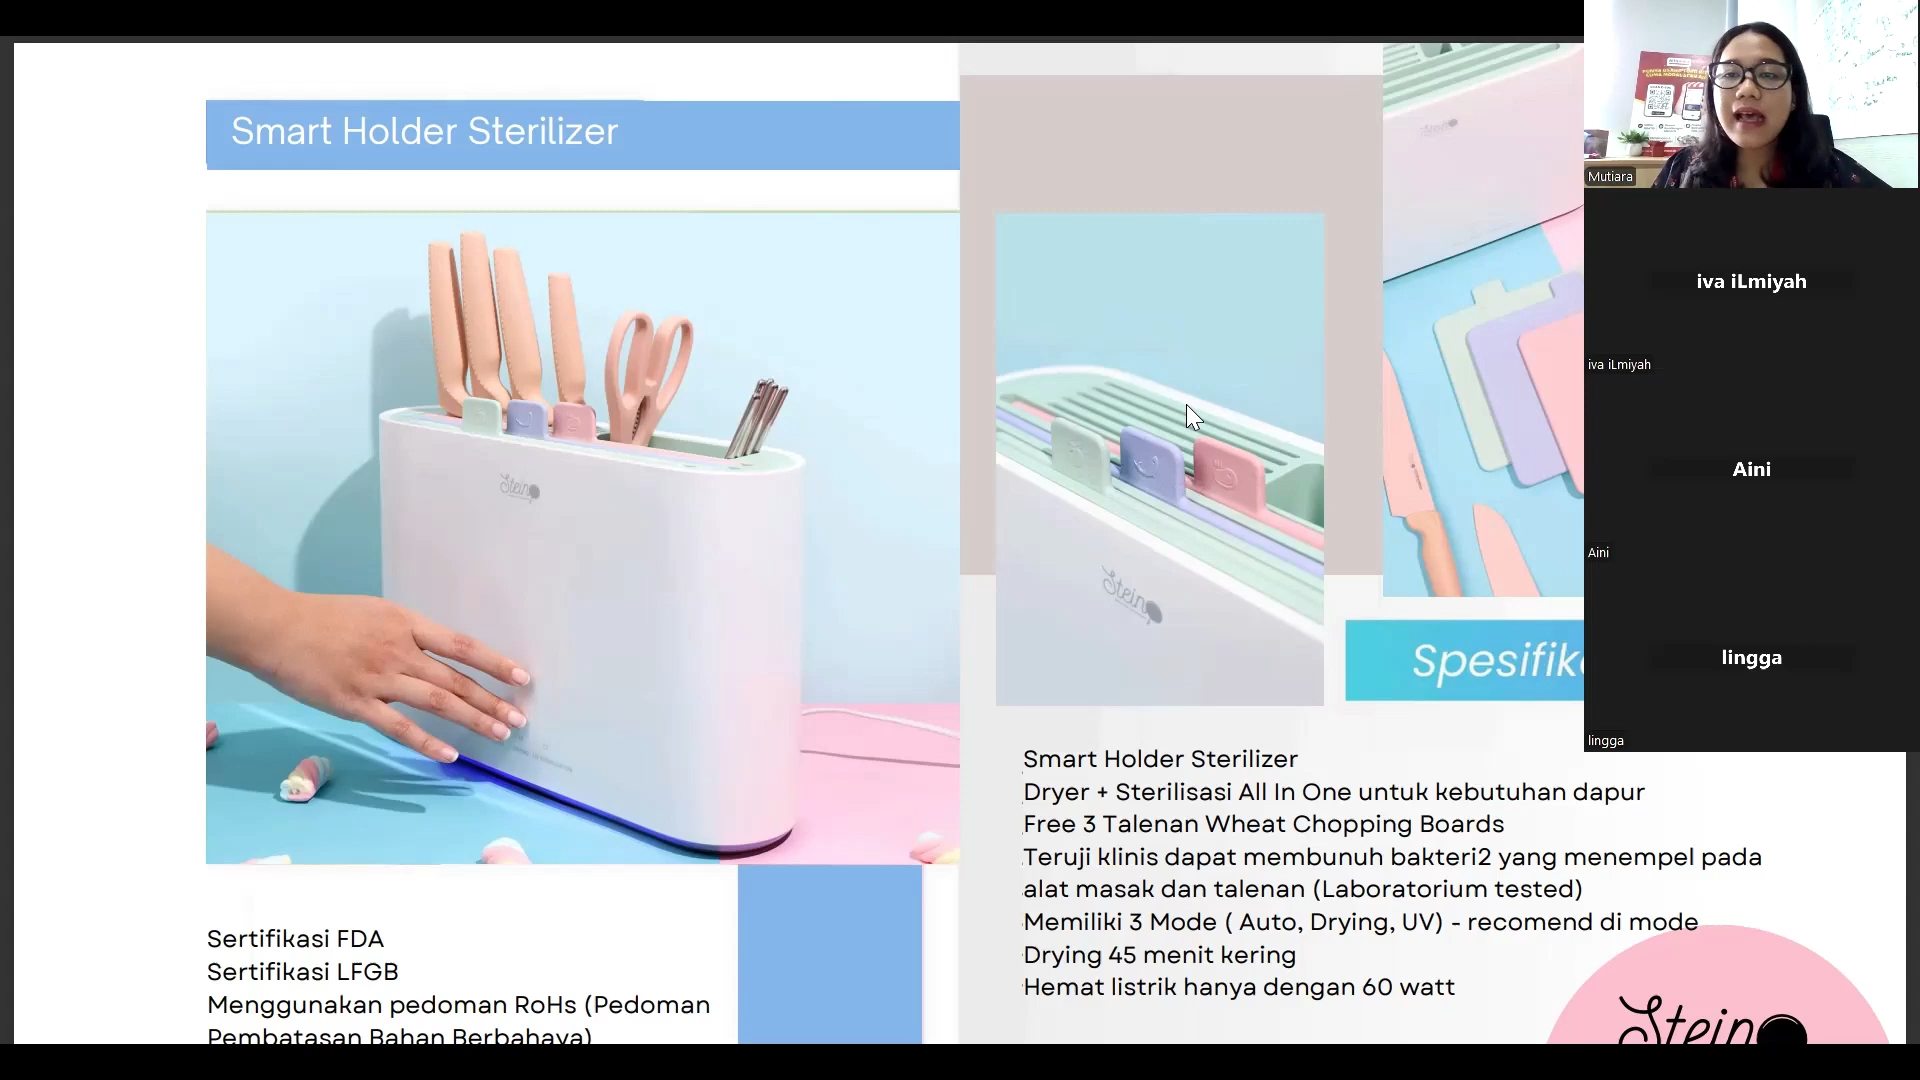 Smart Holder Sterilizer
Stein
Sertifikasi FDA
Sertifikasi LFGB
Menggunakan pedoman RoHs (Pedoman
Pembatasan Bahan Berbahaya)
Stein
Smart Holder Sterilizer
Dryer + Sterilisasi All In One untuk kebutuhan dapur
Free 3 Talenan Wheat Chopping Boards
Teruji klinis dapat membunuh bakteri2 yang menempel pada
alat masak dan talenan (Laboratorium tested)
Memiliki 3 Mode ( Auto, Drying, UV) - recomend di mode
Drying 45 menit kering
Hemat listrik hanya dengan 60 watt
Stein
Mutiara
iva iLmiyah
iva iLmiyah
Aini
Aini
lingga
lingga